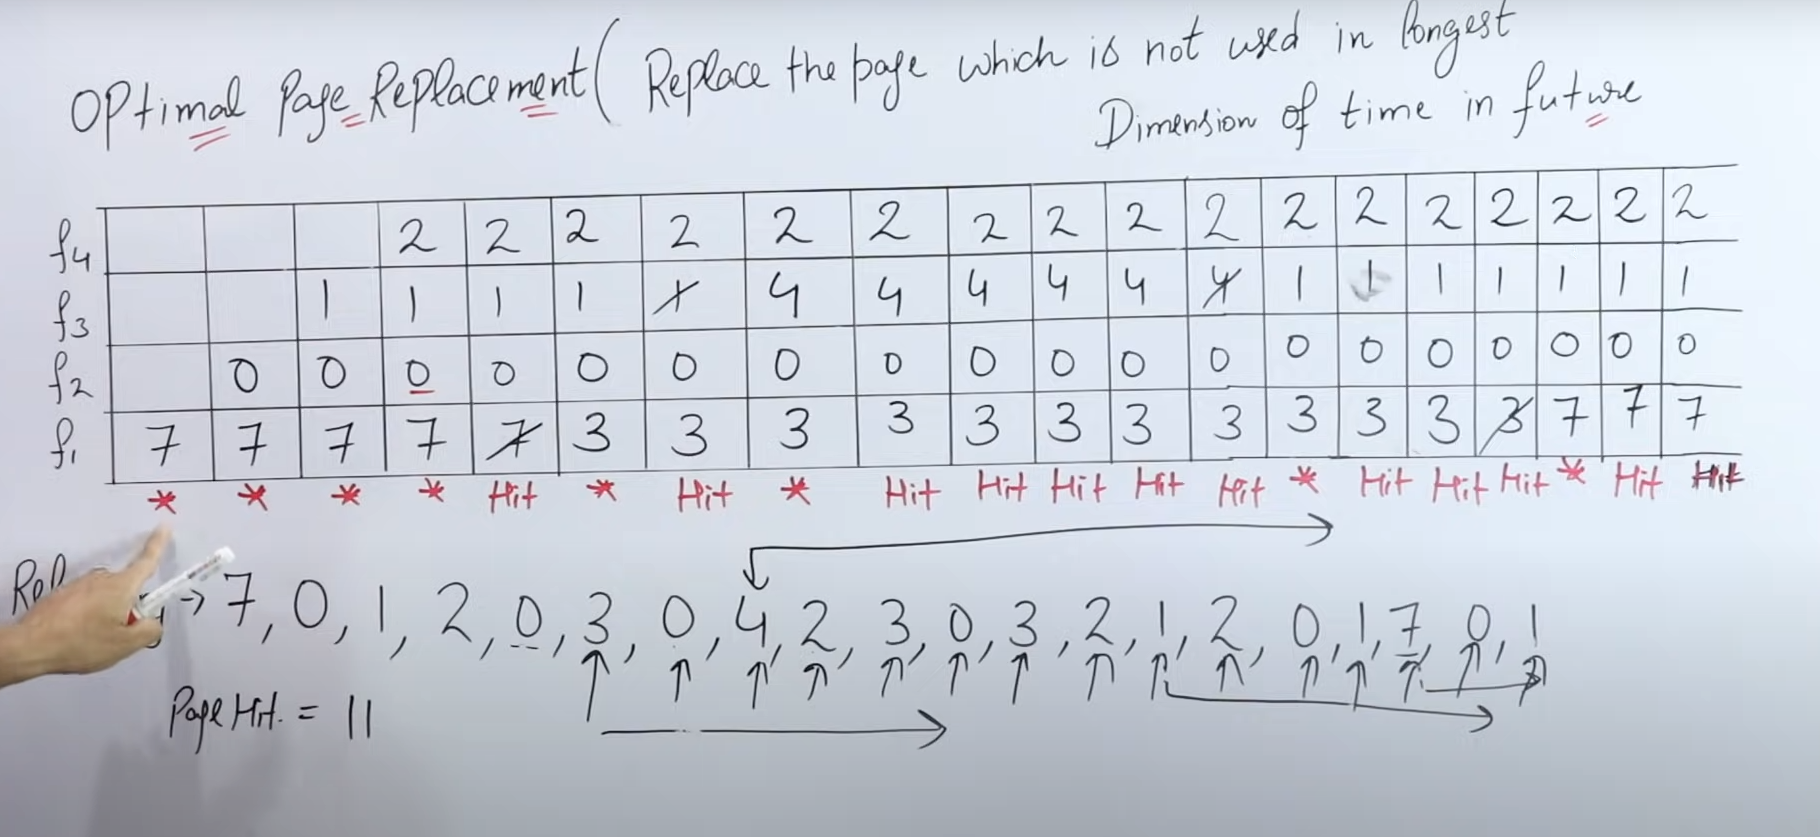 Optimal Page Replacement ( Replace the page which is not used in longest
Dimension of time in future
f4 2 2 2 2 2 2 2 2 2 2 2 2 2 2 2 2 2
f3 1 1 1 1 1 4 4 4 4 4 4 1 1 1 1 1 1 1
f2 0 0 0 0 0 0 0 0 0 0 0 0 0 0 0 0 0 0 0
f1 7 7 7 7 7 3 3 3 3 3 3 3 3 3 3 3 3 7 7 7
* * * * Hit * Hit * Hit Hit Hit Hit Hit * Hit Hit Hit * Hit Hit
→ 7, 0, 1, 2, 0, 3, 0, 4, 2, 3, 0, 3, 2, 1, 2, 0, 1, 7, 0, 1
Page Hit. = 11